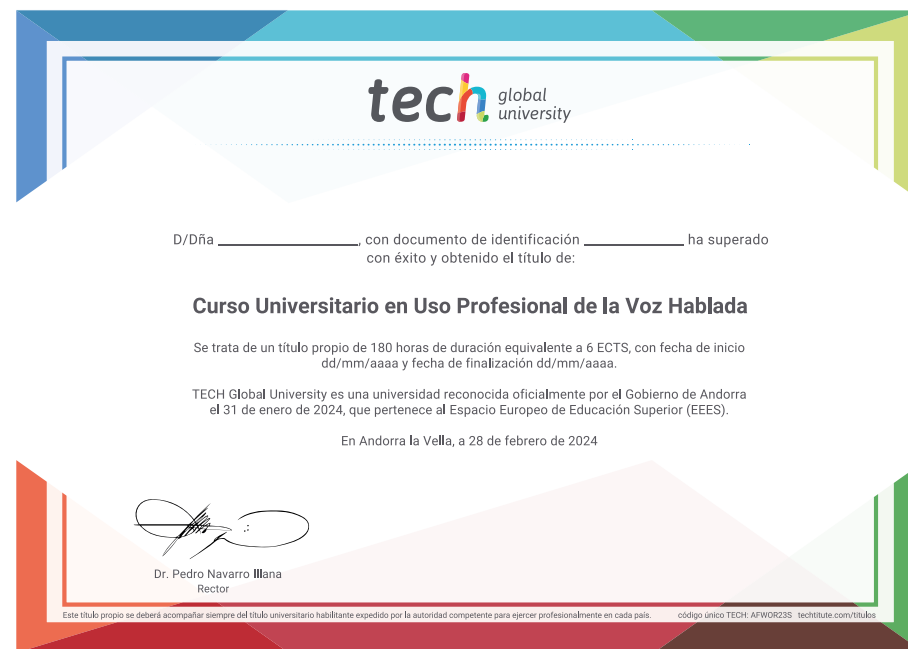 tech global university
D/Dña ______________, con documento de identificación __________ ha superado
con éxito y obtenido el título de:
Curso Universitario en Uso Profesional de la Voz Hablada
Se trata de un título propio de 180 horas de duración equivalente a 6 ECTS, con fecha de inicio
dd/mm/aaaa y fecha de finalización dd/mm/aaaa.
TECH Global University es una universidad reconocida oficialmente por el Gobierno de Andorra
el 31 de enero de 2024, que pertenece al Espacio Europeo de Educación Superior (EEES).
En Andorra la Vella, a 28 de febrero de 2024
Dr. Pedro Navarro Illana
Rector
Este título propio se deberá acompañar siempre del título universitario habilitante expedido por la autoridad competente para ejercer profesionalmente en cada país. código único TECH: AFWOR23S techtitute.com/titulos